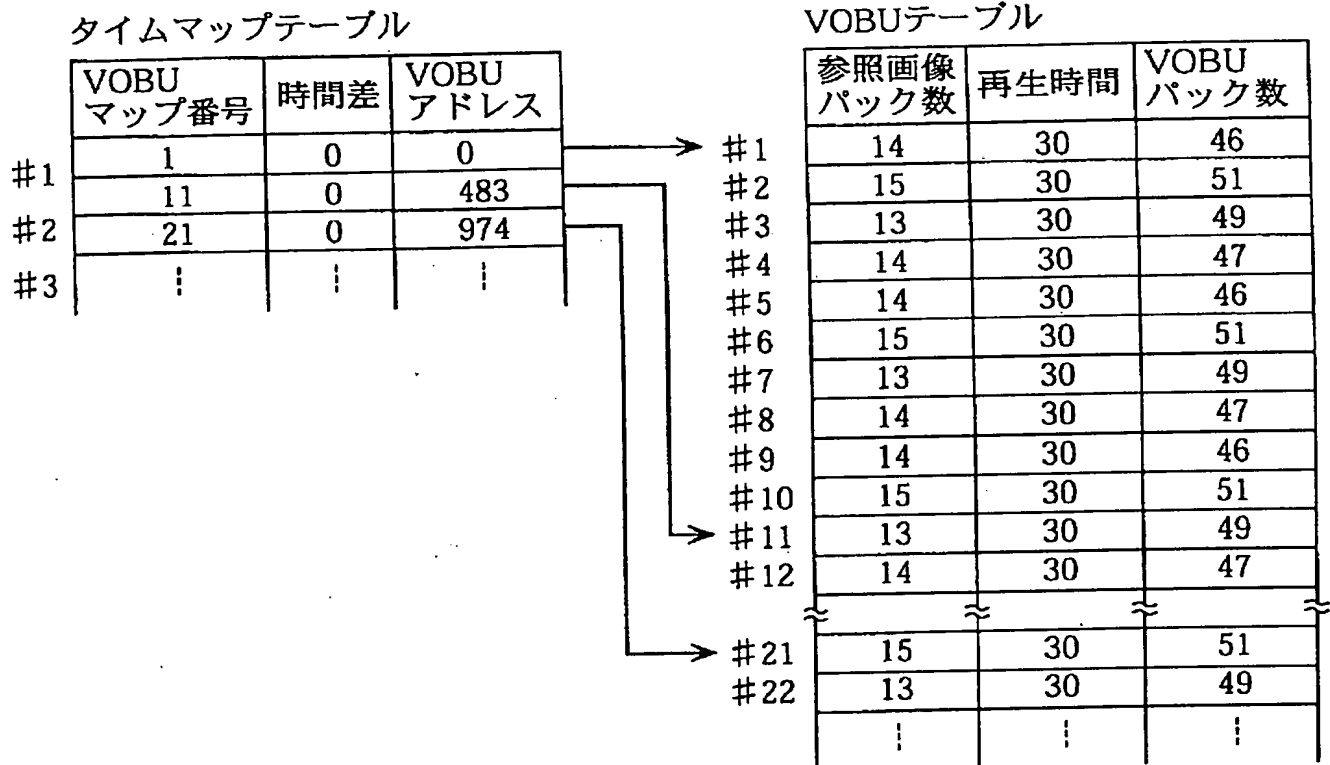 タイムマップテーブル
VOBU
マップ番号 時間差 VOBU
アドレス
#1 1 0 0
11 0 483
#2 21 0 974
#3
VOBUテーブル
参照画像
パック数 再生時間 VOBU
パック数
#1 14 30 46
#2 15 30 51
#3 13 30 49
#4 14 30 47
#5 14 30 46
#6 15 30 51
#7 13 30 49
#8 14 30 47
#9 14 30 46
#10 15 30 51
#11 13 30 49
#12 14 30 47
#21 15 30 51
#22 13 30 49